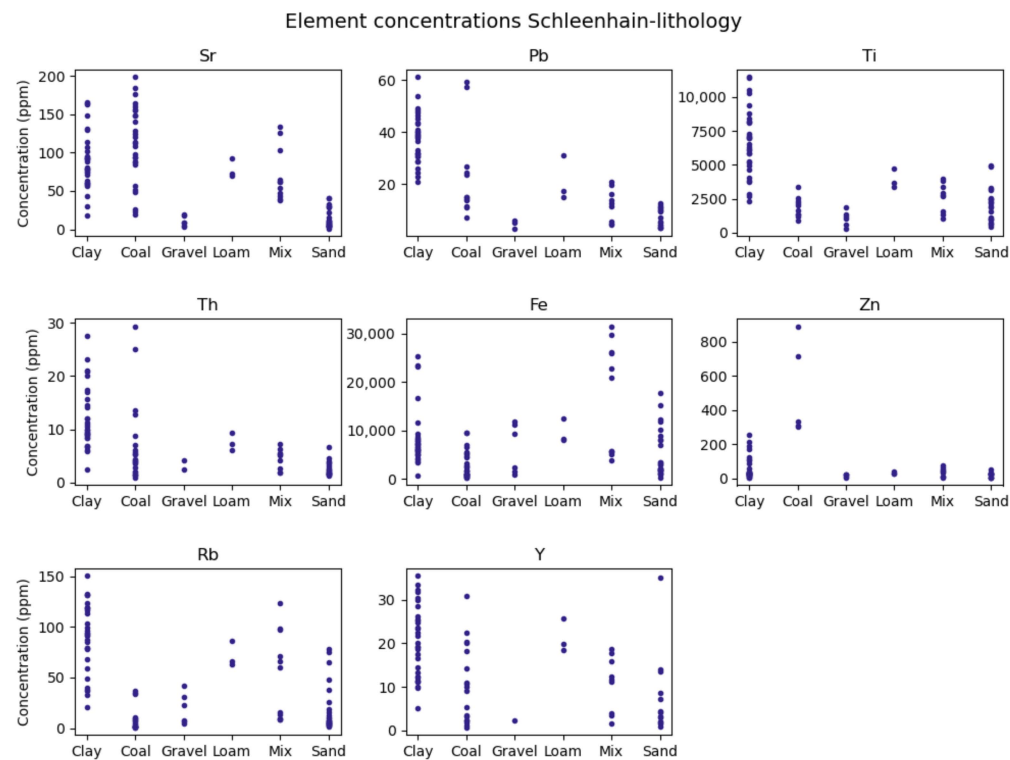 Element concentrations Schleenhain-lithology
Sr
Pb
Ti
Concentration (ppm)
200
150
100
50
0
Clay Coal Gravel Loam Mix Sand
60
40
20
Clay Coal Gravel Loam Mix Sand
10,000
7500
5000
2500
0
Clay Coal Gravel Loam Mix Sand
Th
Fe
Zn
Concentration (ppm)
30
20
10
0
Clay Coal Gravel Loam Mix Sand
30,000
20,000
10,000
0
Clay Coal Gravel Loam Mix Sand
800
600
400
200
0
Clay Coal Gravel Loam Mix Sand
Rb
Y
Concentration (ppm)
150
100
50
0
Clay Coal Gravel Loam Mix Sand
30
20
10
0
Clay Coal Gravel Loam Mix Sand